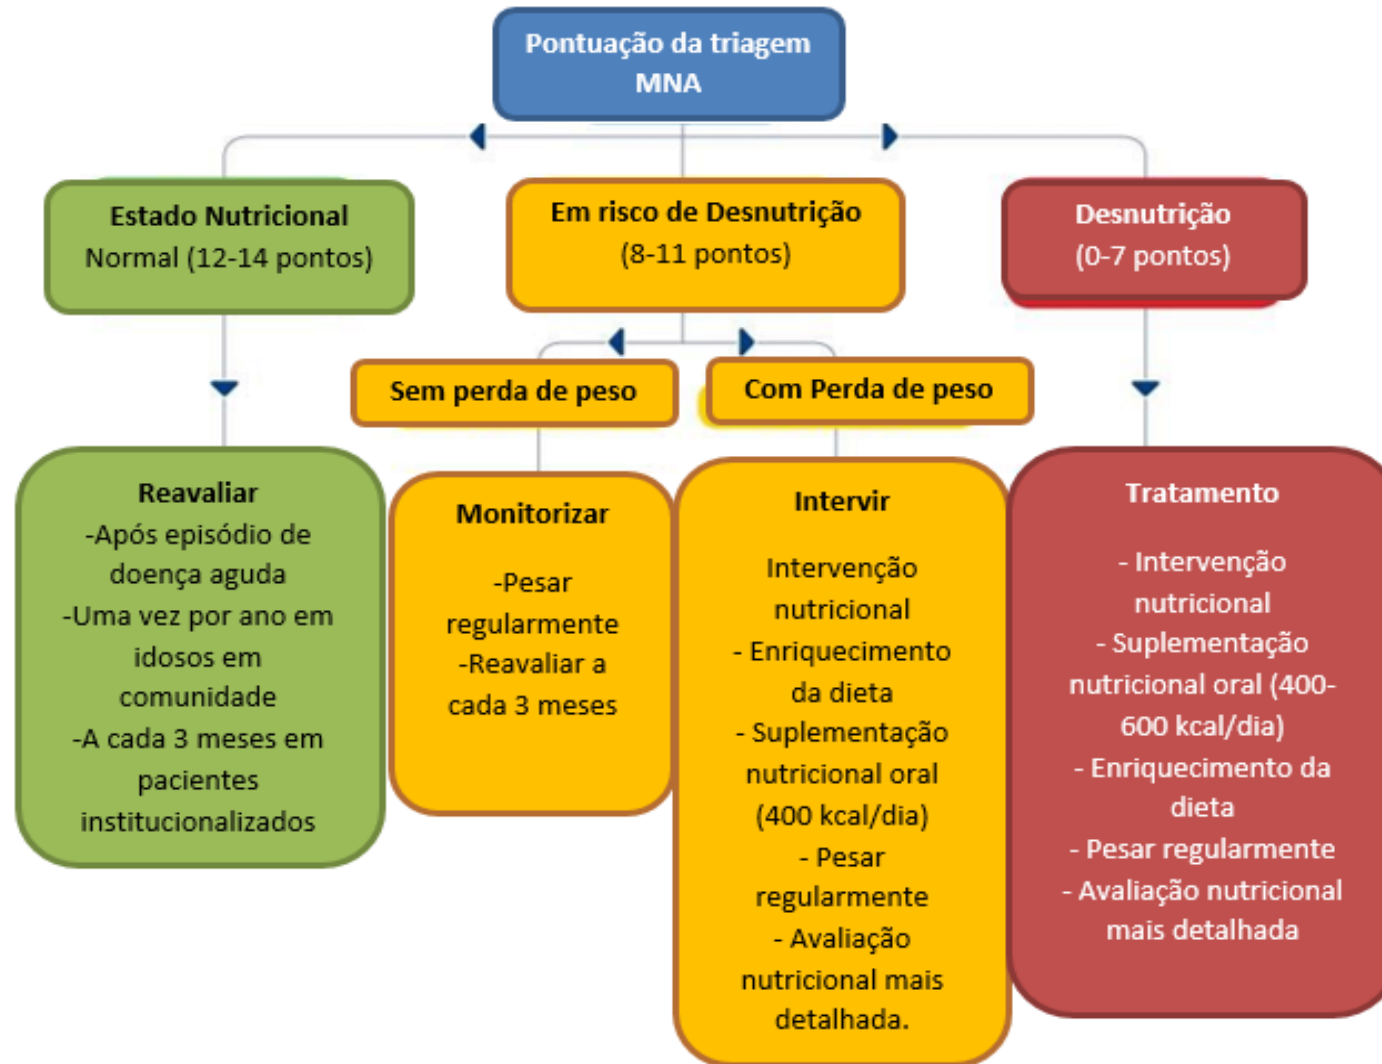 Pontuação da triagem
MNA
Estado Nutricional
Normal (12-14 pontos)
Em risco de Desnutrição
(8-11 pontos)
Desnutrição
(0-7 pontos)
Sem perda de peso
Com Perda de peso
Reavaliar
-Após episódio de
doença aguda
-Uma vez por ano em
idosos em
comunidade
-A cada 3 meses em
pacientes
institucionalizados
Monitorizar
-Pesar
regularmente
-Reavaliar a
cada 3 meses
Intervir
Intervenção
nutricional
- Enriquecimento
da dieta
- Suplementação
nutricional oral
(400 kcal/dia)
- Pesar
regularmente
- Avaliação
nutricional mais
detalhada.
Tratamento
- Intervenção
nutricional
- Suplementação
nutricional oral (400-
600 kcal/dia)
- Enriquecimento da
dieta
- Pesar regularmente
- Avaliação nutricional
mais detalhada